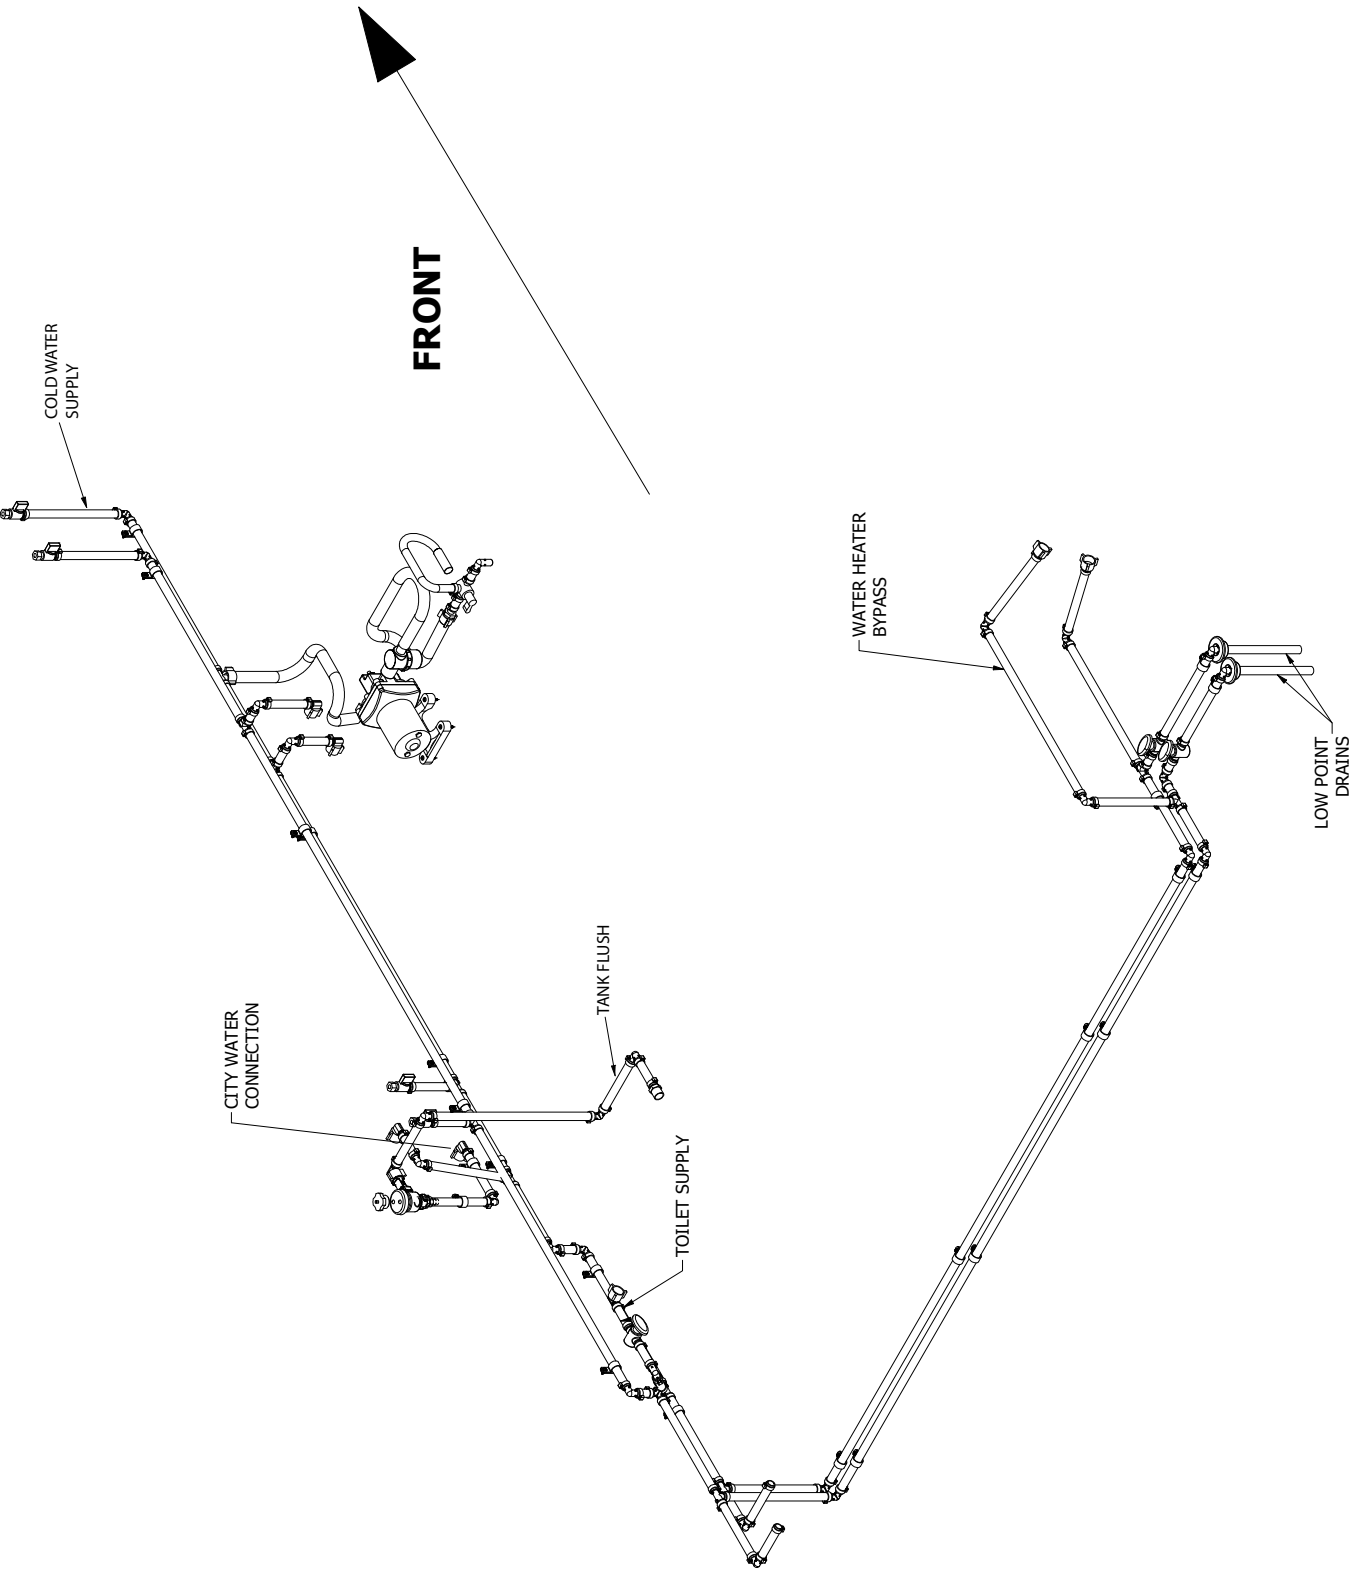 FRONT
COLD WATER
SUPPLY
WATER HEATER
BYPASS
LOW POINT
DRAINS
CITY WATER
CONNECTION
TANK FLUSH
TOILET SUPPLY